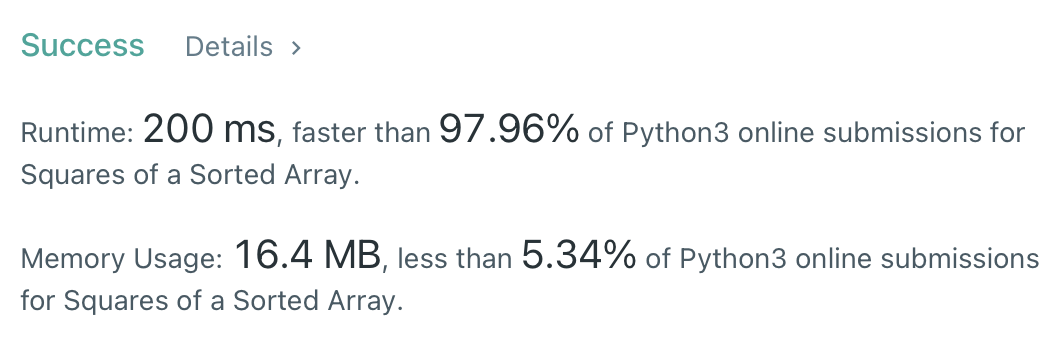 Success Details >
Runtime: 200 ms, faster than 97.96% of Python3 online submissions for
Squares of a Sorted Array.
Memory Usage: 16.4 MB, less than 5.34% of Python3 online submissions
for Squares of a Sorted Array.